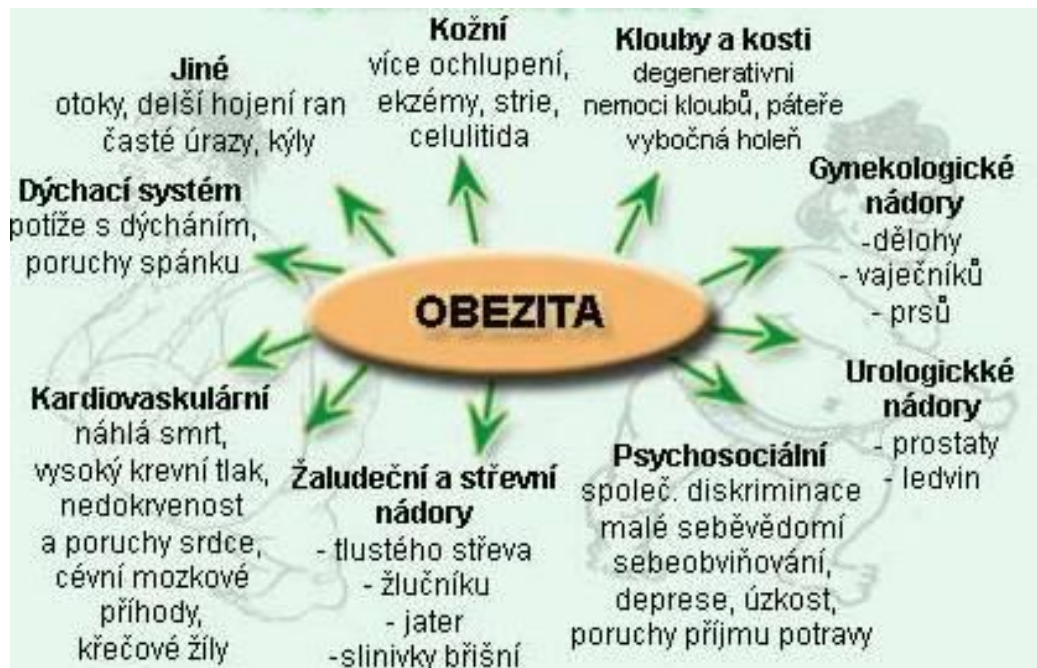 Jiné
otoky, delší hojení ran
časté úrazy, kýly
Kožní
více ochlupení,
ekzémy, strie,
celulitida
Klouby a kosti
degenerativni
nemoci kloubů, páteře
vybočná holeň
Dýchací systém
potíže s dýcháním,
poruchy spánku
Gynekologické
nádory
-dělohy
- vaječníků
- prsů
OBEZITA
Kardiovaskulární
náhlá smrt,
vysoký krevní tlak,
nedokrvenost
a poruchy srdce,
cévní mozkové
příhody,
křečové žíly
Žaludeční a střevní
nádory
- tlustého střeva
- žlučníku
- jater
-slinivky břišní
Psychosociální
společ. diskriminace
malé seběvědomí
sebeobviňování,
deprese, úzkost,
poruchy příjmu potravy
Urologickké
nádory
- prostaty
- ledvin